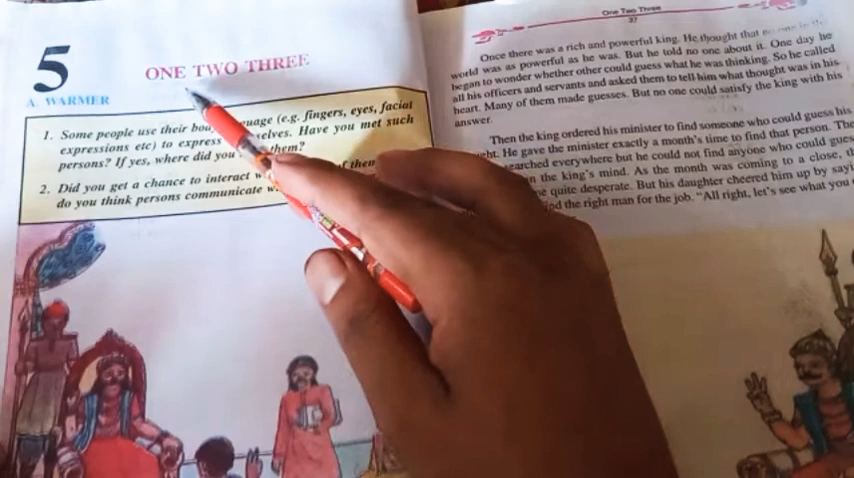 5
ONE TWO THREE
A. WARMER
1. Some people use their (e.g. fingers, eyes, facial
expressions etc) to express Have you met such
persons? If yes, where did you them?
2. Did you get a chance to interact
do you think persons communicate
One Two Three
37
Once there was a rich and powerful king. He thought that no one in the
world was as powerful as he was. But he told no one about it. One day he
began to wonder whether other could guess what he was thinking. So he called
all his officers and servants and asked them to tell him what thought was in his
heart. Many of them made guesses. But no one could satisfy the king with his
answer.
Then the king ordered his minister to find someone who could guess his
He gave the minister exactly a month's time to find that person. The
searched everywhere but he could not find anyone who could
the king's mind. As the month was coming to a close,
quite desperate. But his daughter cheered him up by
the right man for the job. "All right, let's see what you